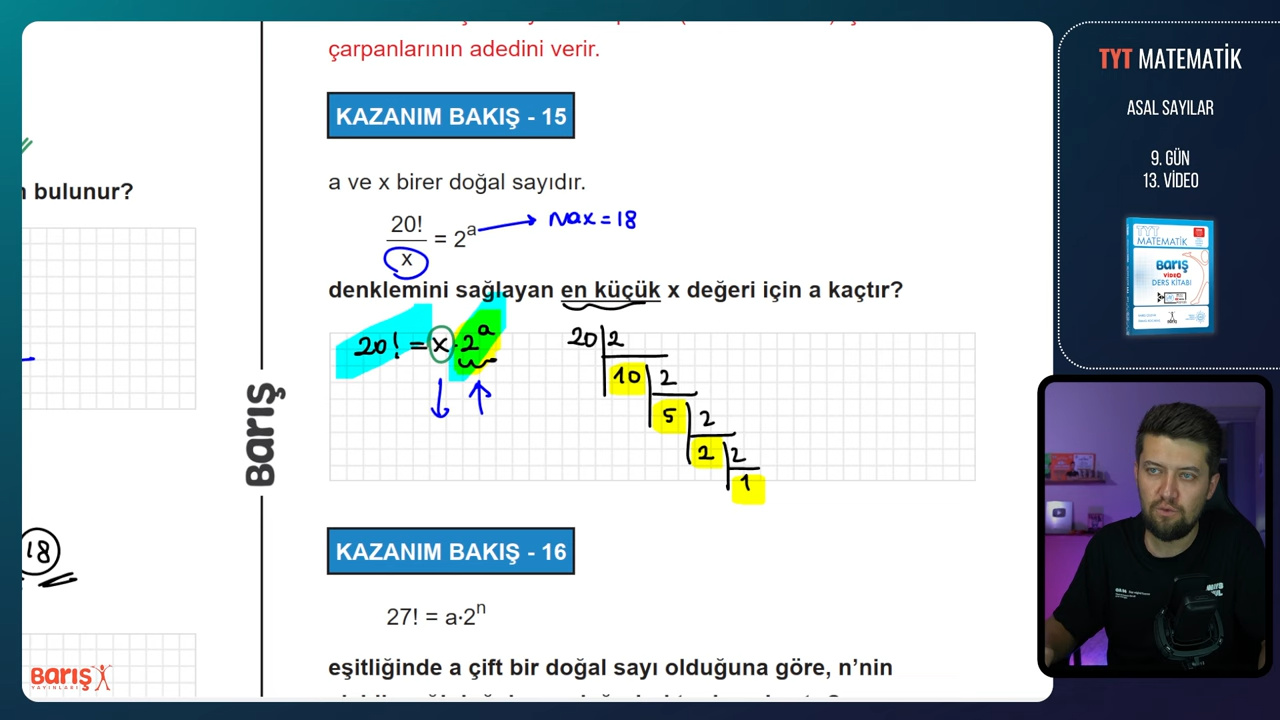 çarpanlarının adedini verir.
KAZANIM BAKIŞ - 15
bulunur?
a ve x birer doğal sayıdır.
20!
x
= 2^a
Max = 18
denklemini sağlayan en küçük x değeri için a kaçtır?
20! = x · 2^a
20 2
10 2
5 2
2 2
1
BARIŞ
18
KAZANIM BAKIŞ - 16
27! = a·2^n
eşitliğinde a çift bir doğal sayı olduğuna göre, n’nin
BARIŞ
YAYINLARI
TYT MATEMATİK
ASAL SAYILAR
9. GÜN
13. VİDEO
TYT
MATEMATİK
BARIŞ
VİDEO
DERS KİTABI